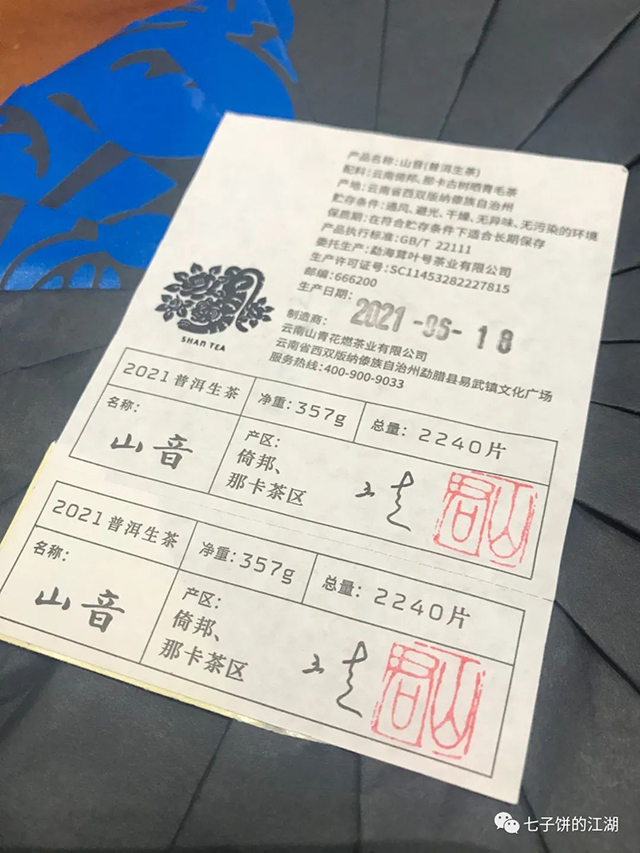 产品名称:山音(普洱生茶)
配料:云南倚邦、那卡古树晒青毛茶
产地:云南省西双版纳傣族自治州
贮存条件:通风、避光、干燥、无异味、无污染的环境
保质期:在符合贮存条件下适合长期保存
产品执行标准:GB/T 22111
委托生产:勐海茸叶号茶业有限公司
生产许可证号:SC11453282227815
邮编:666200
生产日期:
2021-06-18
制造商:
云南山青花燃茶业有限公司
云南省西双版纳傣族自治州勐腊县易武镇文化广场
服务热线:400-900-9033
SHAN TEA
2021普洱生茶
净重:357g
总量:2240片
名称:
山音
产区:
倚邦、
那卡茶区
山君
2021普洱生茶
净重:357g
总量:2240片
名称:
山音
产区:
倚邦、
那卡茶区
山君
七子饼的江湖